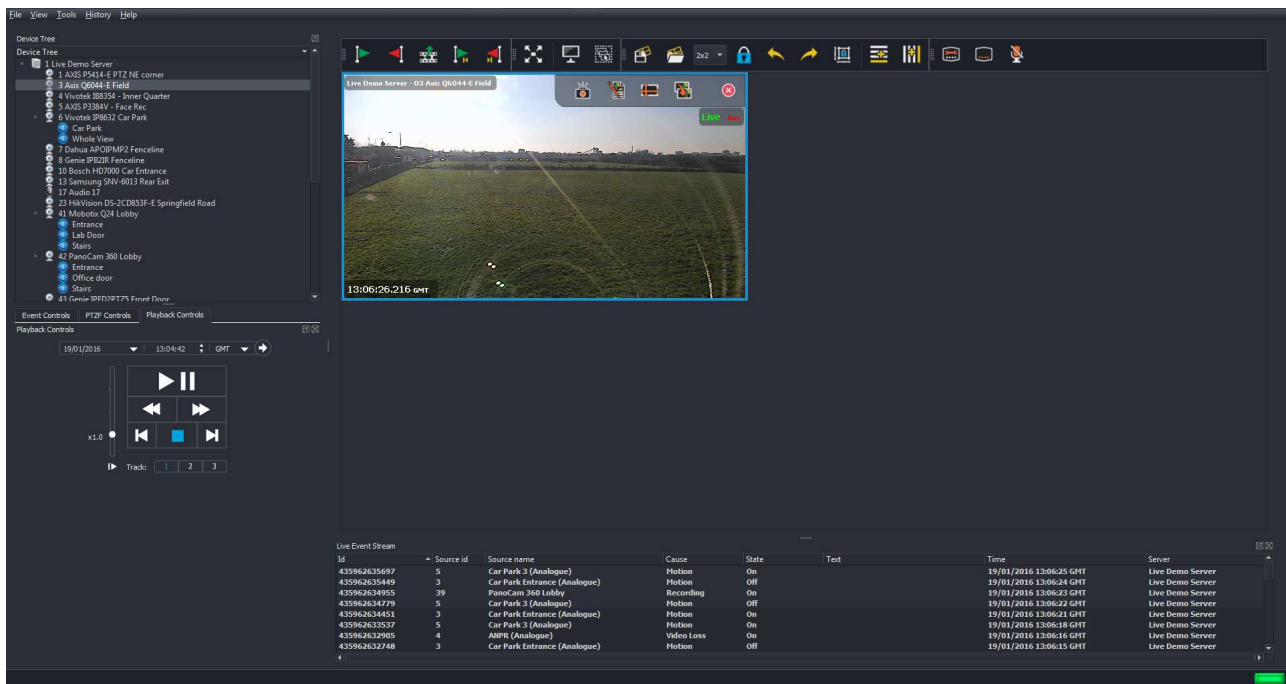 File View Tools History Help
Device Tree
Device Tree
1 Live Demo Server
1 AXIS P5414-E PTZ NE corner
3 Axis Q6044-E Field
4 Vivotek IB8354 - Inner Quarter
5 AXIS P3384V - Face Rec
6 Vivotek IP8632 Car Park
Car Park
Whole View
7 Dahua APOIPMP2 Fenceline
8 Genie IPB2IR Fenceline
10 Bosch HD7000 Car Entrance
13 Samsung SNV-6013 Rear Exit
17 Audio 17
23 HikVision DS-2CD853F-E Springfield Road
41 Mobotix Q24 Lobby
Entrance
Lab Door
Stairs
42 PanoCam 360 Lobby
Entrance
Office door
Stairs
43 Genie IPFD2PTZ5 Front Door
Event Controls PTZF Controls Playback Controls
Playback Controls
19/01/2016 13:04:42 GMT
x1.0
Track: 1 2 3
2x2
Live Demo Server - 03 Axis Q6044-E Field
Live
13:06:26.216 GMT
Live Event Stream
Id Source id Source name Cause State Text Time Server
435962635697 5 Car Park 3 (Analogue) Motion On 19/01/2016 13:06:25 GMT Live Demo Server
435962635449 3 Car Park Entrance (Analogue) Motion Off 19/01/2016 13:06:24 GMT Live Demo Server
435962634955 39 PanoCam 360 Lobby Recording On 19/01/2016 13:06:23 GMT Live Demo Server
435962634779 5 Car Park 3 (Analogue) Motion Off 19/01/2016 13:06:22 GMT Live Demo Server
435962634451 3 Car Park Entrance (Analogue) Motion On 19/01/2016 13:06:21 GMT Live Demo Server
435962633537 5 Car Park 3 (Analogue) Motion On 19/01/2016 13:06:18 GMT Live Demo Server
435962632905 4 ANPR (Analogue) Video Loss On 19/01/2016 13:06:16 GMT Live Demo Server
435962632748 3 Car Park Entrance (Analogue) Motion Off 19/01/2016 13:06:15 GMT Live Demo Server